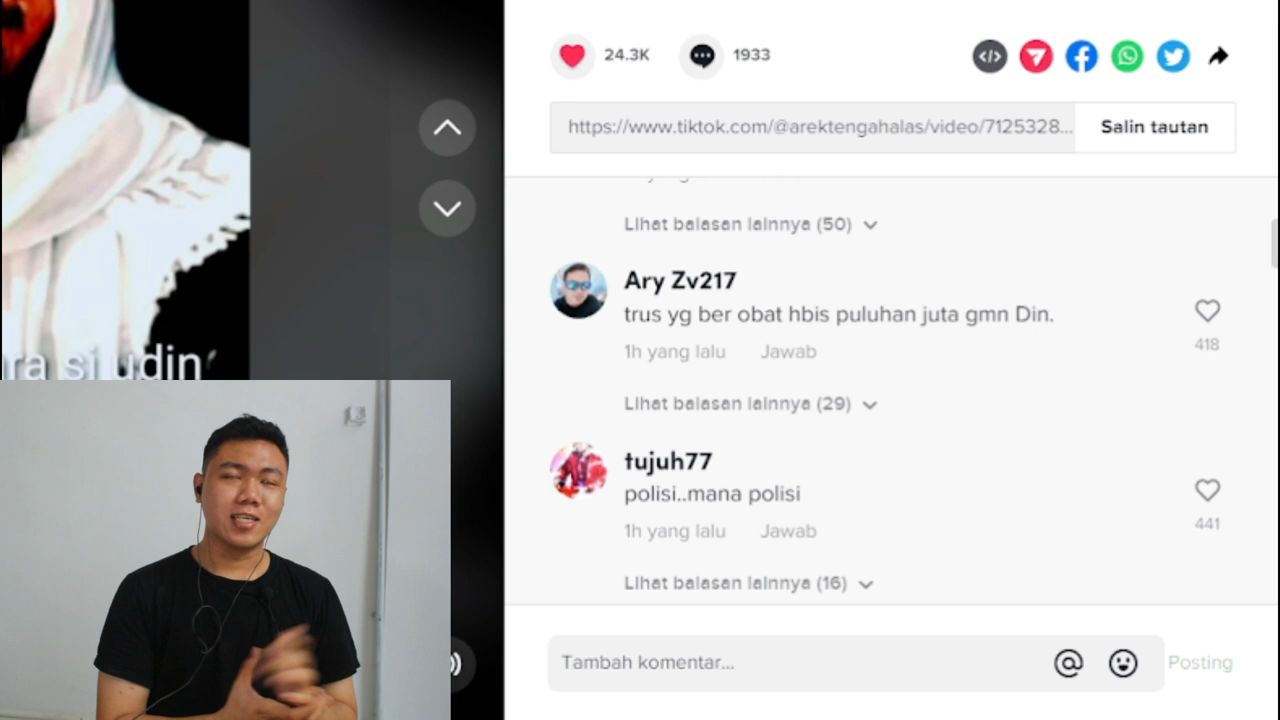 si udin
24.3K
1933
https://www.tiktok.com/@arektengahalas/video/7125328...
Salin tautan
Lihat balasan lainnya (50)
Ary Zv217
trus yg ber obat hbis puluhan juta gmn Din.
1h yang lalu Jawab
418
Lihat balasan lainnya (29)
tujuh77
polisi..mana polisi
1h yang lalu Jawab
441
Lihat balasan lainnya (16)
Tambah komentar...
Posting